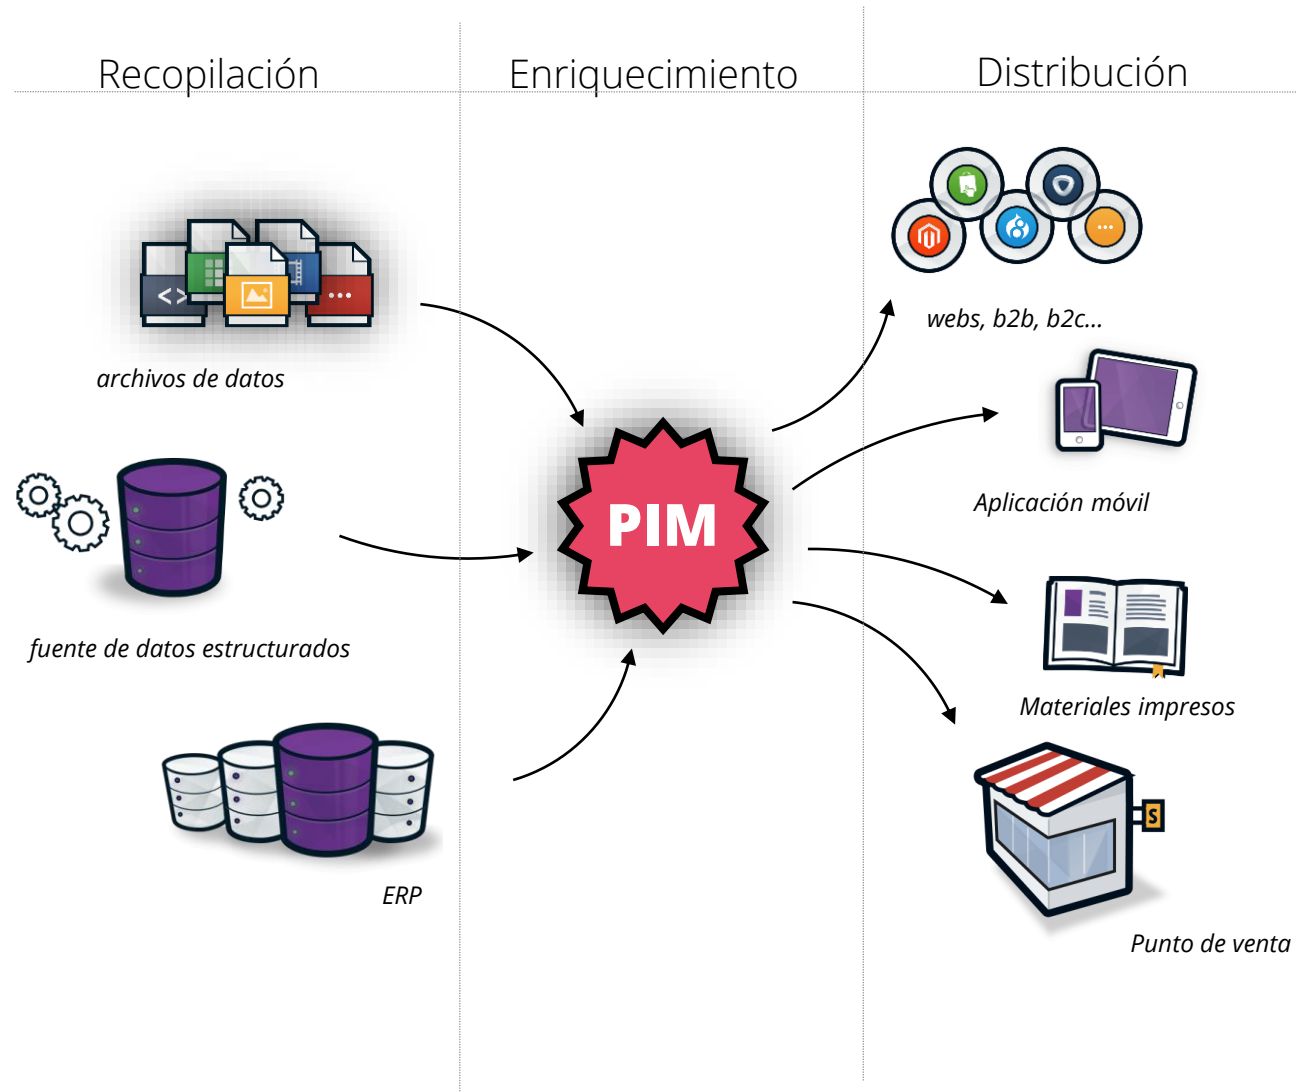 Recopilación
Enriquecimiento
Distribución
archivos de datos
fuente de datos estructurados
ERP
PIM
webs, b2b, b2c...
Aplicación móvil
Materiales impresos
S
Punto de venta